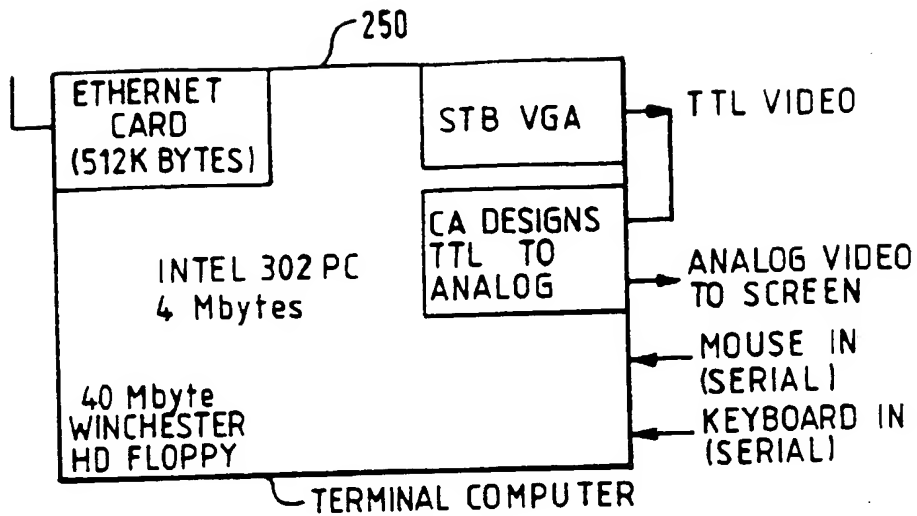 250
ETHERNET
CARD
(512K BYTES)
STB VGA
TTL VIDEO
CA DESIGNS
TTL TO
ANALOG
INTEL 302 PC
4 Mbytes
ANALOG VIDEO
TO SCREEN
MOUSE IN
(SERIAL)
40 Mbyte
WINCHESTER
HD FLOPPY
KEYBOARD IN
(SERIAL)
TERMINAL COMPUTER